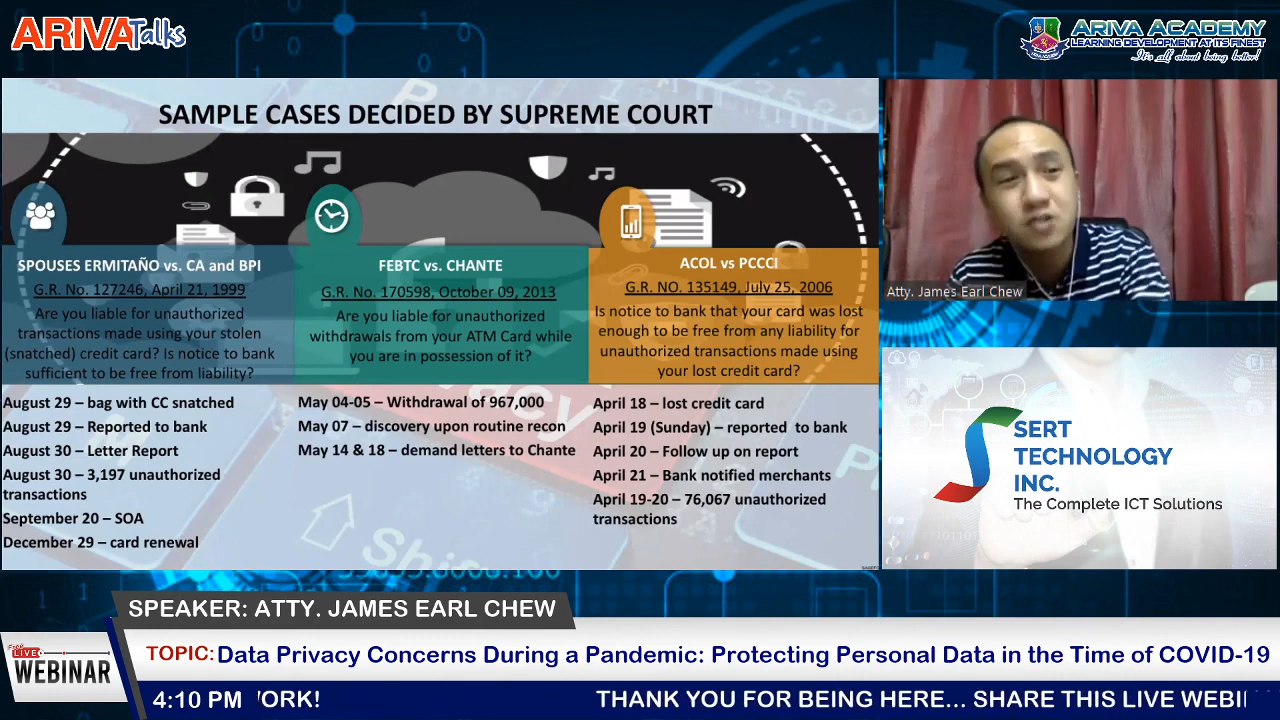 ARIVA Talks
ARIVA ACADEMY
LEARNING DEVELOPMENT AT ITS FINEST
It's all about being better!
SAMPLE CASES DECIDED BY SUPREME COURT
SPOUSES ERMITAÑO vs. CA and BPI
G.R. No. 127246, April 21, 1999
Are you liable for unauthorized
transactions made using your stolen
(snatched) credit card? Is notice to bank
sufficient to be free from liability?
August 29 – bag with CC snatched
August 29 – Reported to bank
August 30 – Letter Report
August 30 – 3,197 unauthorized
transactions
September 20 – SOA
December 29 – card renewal
FEBTC vs. CHANTE
G.R. No. 170598, October 09, 2013
Are you liable for unauthorized
withdrawals from your ATM Card while
you are in possession of it?
May 04-05 – Withdrawal of 967,000
May 07 – discovery upon routine recon
May 14 & 18 – demand letters to Chante
ACOL vs PCCCI
G.R. NO. 135149, July 25, 2006
Is notice to bank that your card was lost
enough to be free from any liability for
unauthorized transactions made using
your lost credit card?
April 18 – lost credit card
April 19 (Sunday) – reported to bank
April 20 – Follow up on report
April 21 – Bank notified merchants
April 19-20 – 76,067 unauthorized
transactions
Shift
Atty. James Earl Chew
SERT
TECHNOLOGY
INC.
The Complete ICT Solutions
SPEAKER: ATTY. JAMES EARL CHEW
Free
LIVE
WEBINAR
TOPIC: Data Privacy Concerns During a Pandemic: Protecting Personal Data in the Time of COVID-19
4:10 PM 'ORK! THANK YOU FOR BEING HERE... SHARE THIS LIVE WEBI